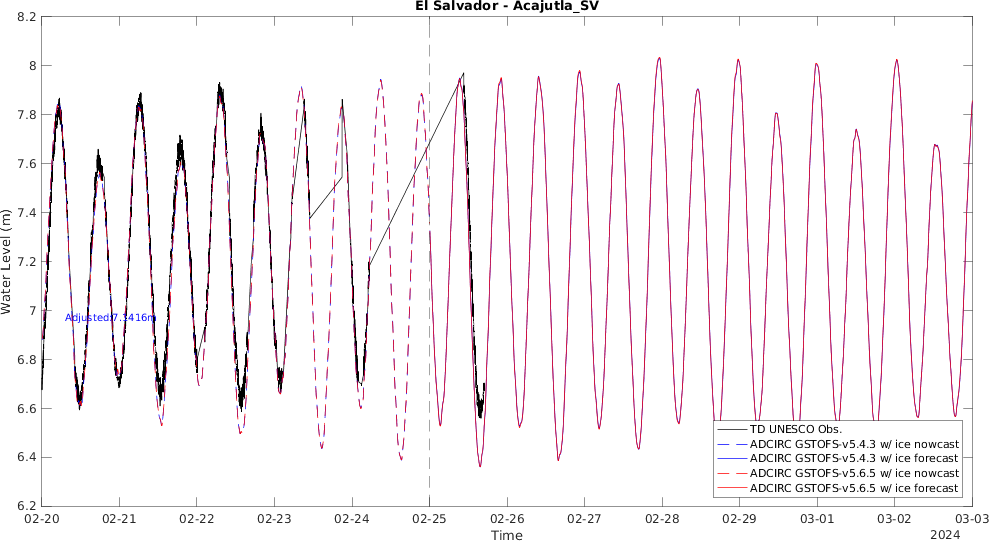 El Salvador - Acajutla_SV
8.2
8
7.8
7.6
7.4
7.2
7
6.8
6.6
6.4
6.2
Water Level (m)
Adjusted:7.1416m
TD UNESCO Obs.
ADCIRC GSTOFS-v5.4.3 w/ ice nowcast
ADCIRC GSTOFS-v5.4.3 w/ ice forecast
ADCIRC GSTOFS-v5.6.5 w/ ice nowcast
ADCIRC GSTOFS-v5.6.5 w/ ice forecast
02-20 02-21 02-22 02-23 02-24 02-25 02-26 02-27 02-28 02-29 03-01 03-02 03-03
Time
2024